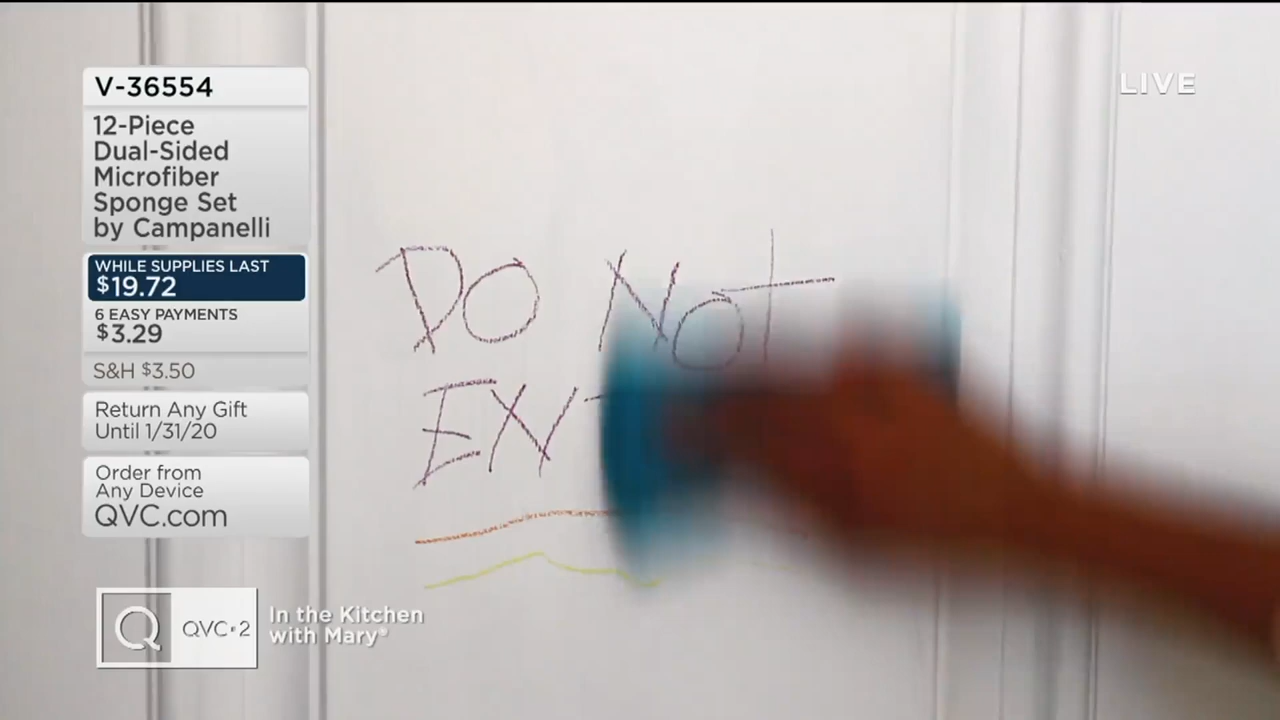 V-36554
12-Piece
Dual-Sided
Microfiber
Sponge Set
by Campanelli
WHILE SUPPLIES LAST
$19.72
6 EASY PAYMENTS
$3.29
S&H $3.50
Return Any Gift
Until 1/31/20
Order from
Any Device
QVC.com
Q QVC•2
In the Kitchen
with Mary®
LIVE
DO NOT
EN